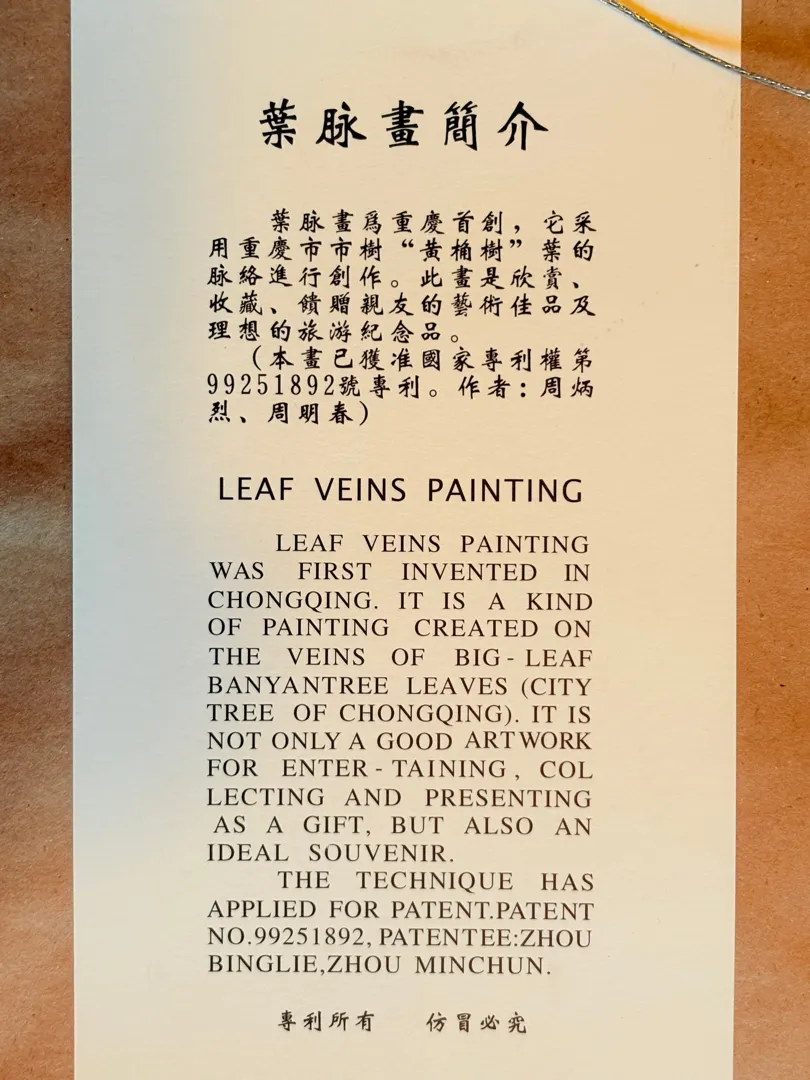 葉脉畫簡介
葉脉畫爲重慶首創，它采
用重慶市市樹“黃桷樹”葉的
脉絡進行創作。此畫是欣賞、
收藏、饋贈親友的藝術佳品及
理想的旅游紀念品。
（本畫已獲准國家專利權第
99251892號專利。作者：周炳
烈、周明春）
LEAF VEINS PAINTING
LEAF VEINS PAINTING
WAS FIRST INVENTED IN
CHONGQING. IT IS A KIND
OF PAINTING CREATED ON
THE VEINS OF BIG-LEAF
BANYANTREE LEAVES (CITY
TREE OF CHONGQING). IT IS
NOT ONLY A GOOD ARTWORK
FOR ENTER-TAINING, COL
LECTING AND PRESENTING
AS A GIFT, BUT ALSO AN
IDEAL SOUVENIR.
THE TECHNIQUE HAS
APPLIED FOR PATENT.PATENT
NO.99251892, PATENTEE:ZHOU
BINGLIE,ZHOU MINCHUN.
專利所有 仿冒必究